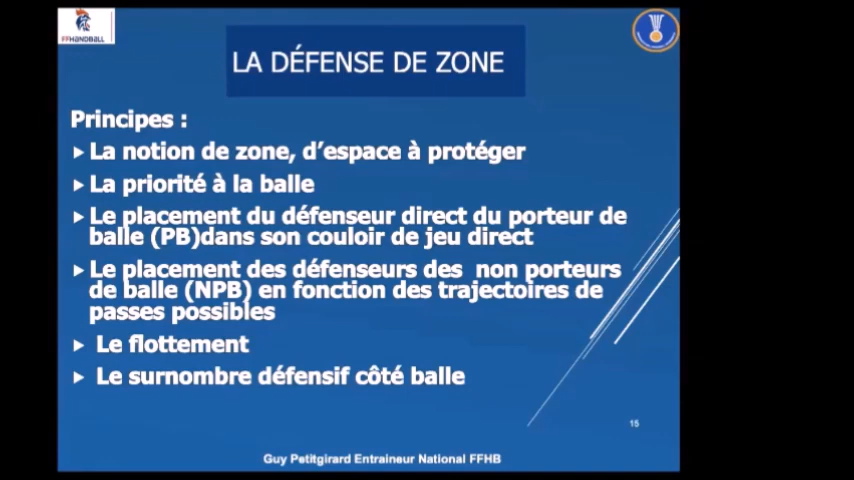 FFHANDBALL
LA DÉFENSE DE ZONE
Principes :
La notion de zone, d'espace à protéger
La priorité à la balle
Le placement du défenseur direct du porteur de
balle (PB)dans son couloir de jeu direct
Le placement des défenseurs des non porteurs
de balle (NPB) en fonction des trajectoires de
passes possibles
Le flottement
Le surnombre défensif côté balle
15
Guy Petitgirard Entraineur National FFHB